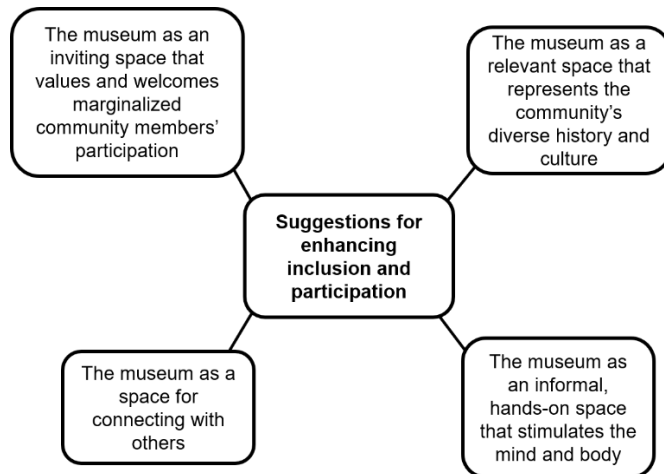 The museum as an
inviting space that
values and welcomes
marginalized
community members’
participation
The museum as a
relevant space that
represents the
community’s
diverse history and
culture
Suggestions for
enhancing
inclusion and
participation
The museum as a
space for
connecting with
others
The museum as
an informal,
hands-on space
that stimulates the
mind and body